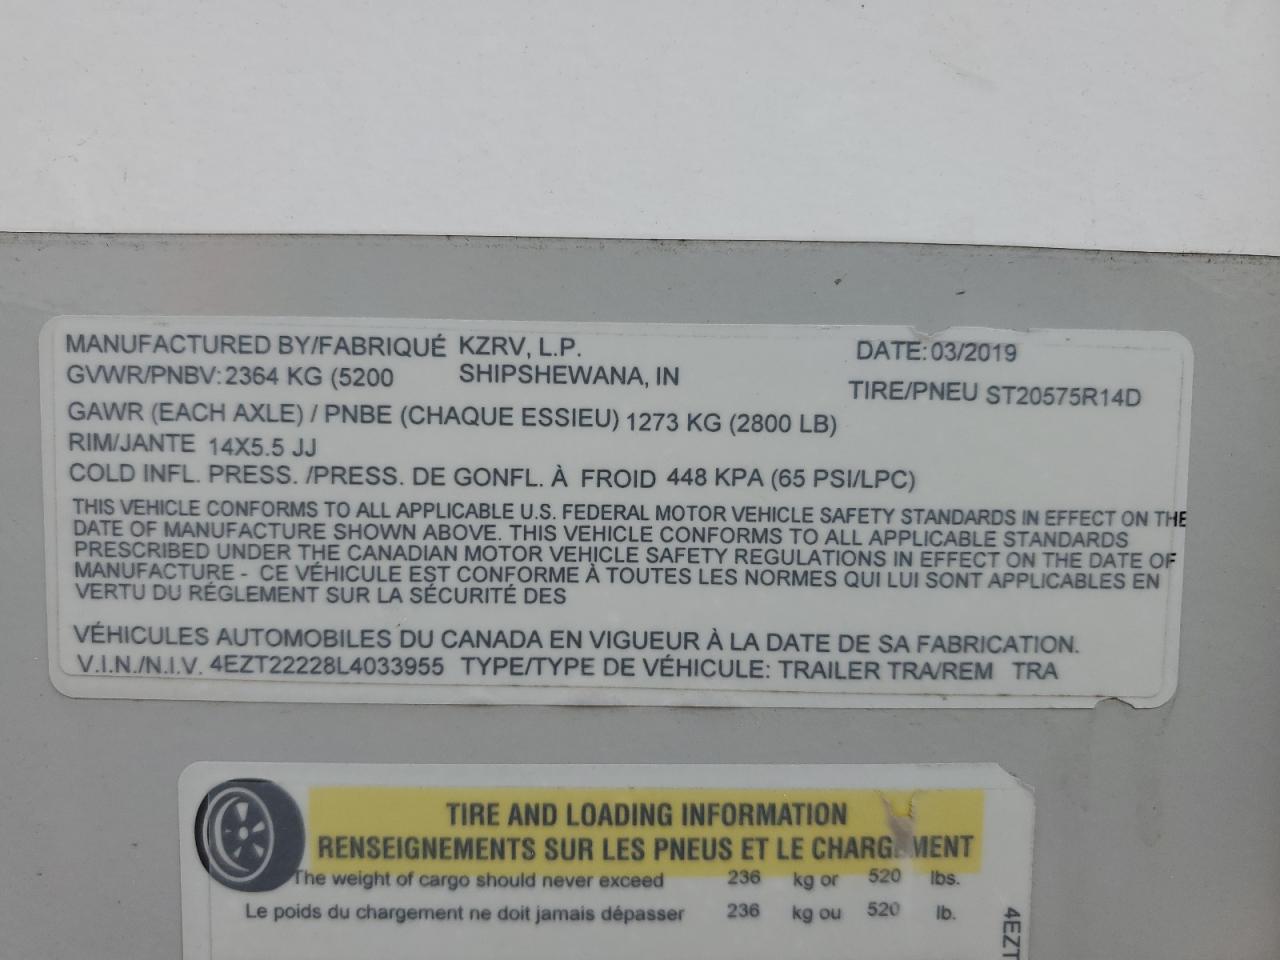 MANUFACTURED BY/FABRIQUÉ KZRV, L.P. DATE: 03/2019
GVWR/PNBV: 2364 KG (5200 SHIPSHEWANA, IN TIRE/PNEU ST20575R14D
GAWR (EACH AXLE) / PNBE (CHAQUE ESSIEU) 1273 KG (2800 LB)
RIM/JANTE 14X5.5 JJ
COLD INFL. PRESS. /PRESS. DE GONFL. À FROID 448 KPA (65 PSI/LPC)
THIS VEHICLE CONFORMS TO ALL APPLICABLE U.S. FEDERAL MOTOR VEHICLE SAFETY STANDARDS IN EFFECT ON THE
DATE OF MANUFACTURE SHOWN ABOVE. THIS VEHICLE CONFORMS TO ALL APPLICABLE STANDARDS
PRESCRIBED UNDER THE CANADIAN MOTOR VEHICLE SAFETY REGULATIONS IN EFFECT ON THE DATE OF
MANUFACTURE - CE VÉHICULE EST CONFORME À TOUTES LES NORMES QUI LUI SONT APPLICABLES EN
VERTU DU RÉGLEMENT SUR LA SÉCURITÉ DES
VÉHICULES AUTOMOBILES DU CANADA EN VIGUEUR À LA DATE DE SA FABRICATION.
V.I.N./N.I.V. 4EZT22228L4033955 TYPE/TYPE DE VÉHICULE: TRAILER TRA/REM TRA
TIRE AND LOADING INFORMATION
RENSEIGNEMENTS SUR LES PNEUS ET LE CHARGEMENT
The weight of cargo should never exceed 236 kg or 520 lbs.
Le poids du chargement ne doit jamais dépasser 236 kg ou 520 lb.
4EZT